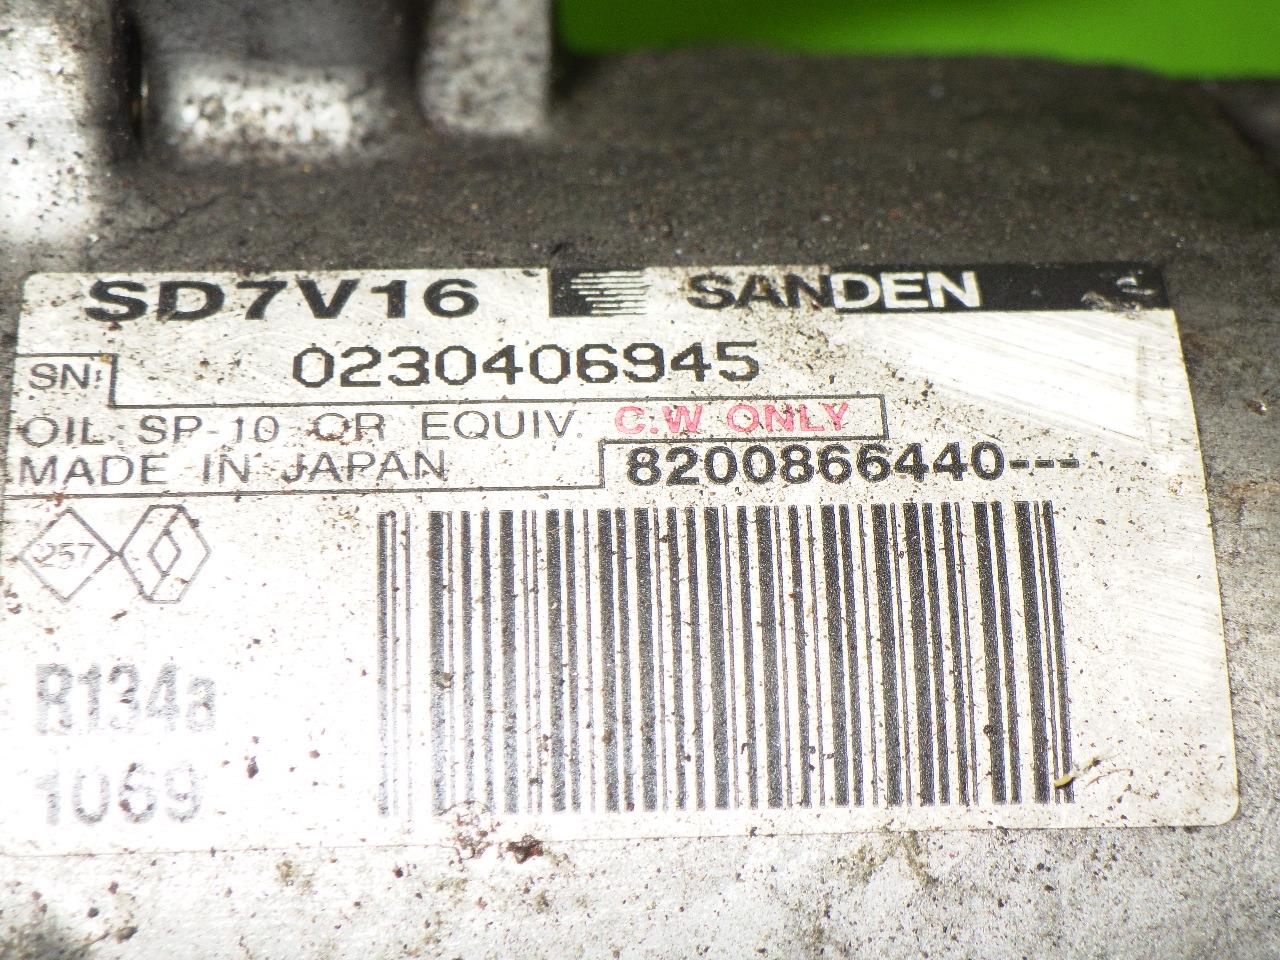 SD7V16 SANDEN
SN: 0230406945
OIL: SP-10 OR EQUIV. C.W ONLY
MADE IN JAPAN 8200866440---
257
R134a
1069